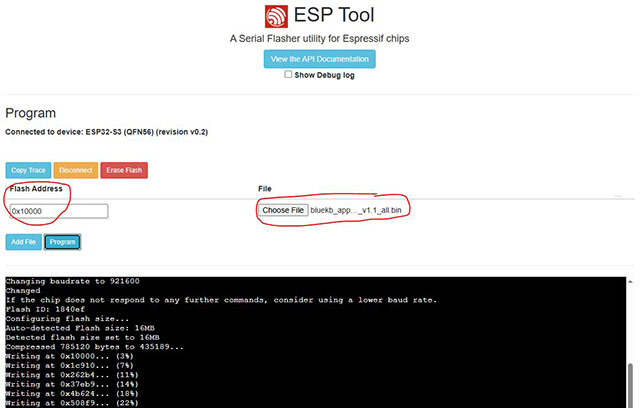 ESP Tool
A Serial Flasher utility for Espressif chips
View the API Documentation
Show Debug log
Program
Connected to device: ESP32-S3 (QFN56) (revision v0.2)
Copy Trace Disconnect Erase Flash
Flash Address File
0x10000 Choose File bluekb_app…_v1.1_all.bin
Add File Program
Changing baudrate to 921600
Changed
If the chip does not respond to any further commands, consider using a lower baud rate.
Flash ID: 1840ef
Configuring flash size...
Auto-detected Flash size: 16MB
Detected flash size set to 16MB
Compressed 785120 bytes to 435189...
Writing at 0x10000... (3%)
Writing at 0x1c910... (7%)
Writing at 0x262b4... (11%)
Writing at 0x37eb9... (14%)
Writing at 0x4b624... (18%)
Writing at 0x508f9... (22%)